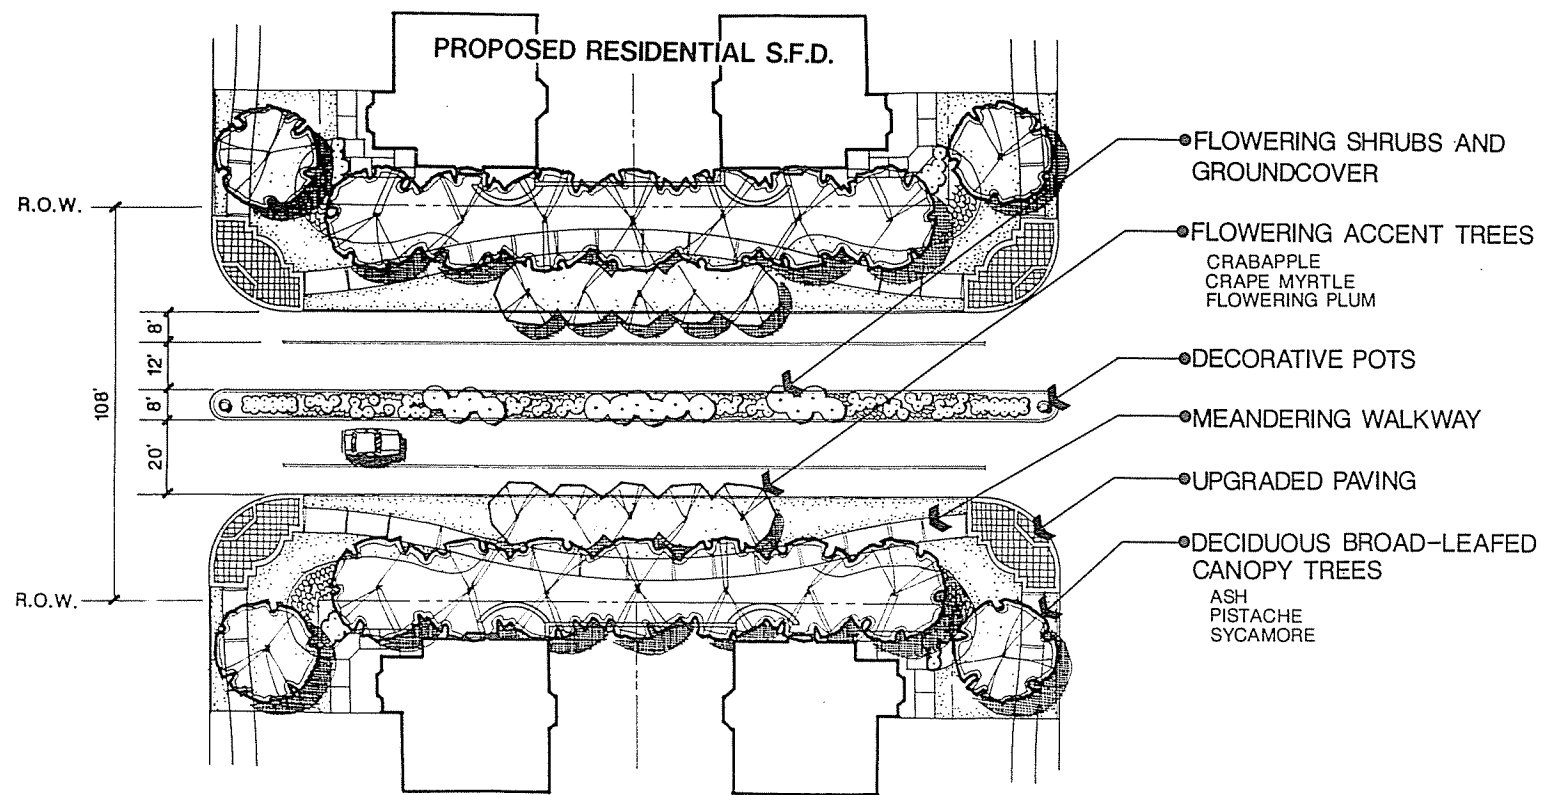 PROPOSED RESIDENTIAL S.F.D.
FLOWERING SHRUBS AND
GROUNDCOVER
R.O.W.
FLOWERING ACCENT TREES
CRABAPPLE
CRAPE MYRTLE
FLOWERING PLUM
8'
12'
8'
20'
108'
DECORATIVE POTS
MEANDERING WALKWAY
UPGRADED PAVING
DECIDUOUS BROAD-LEAFED
CANOPY TREES
ASH
PISTACHE
SYCAMORE
R.O.W.